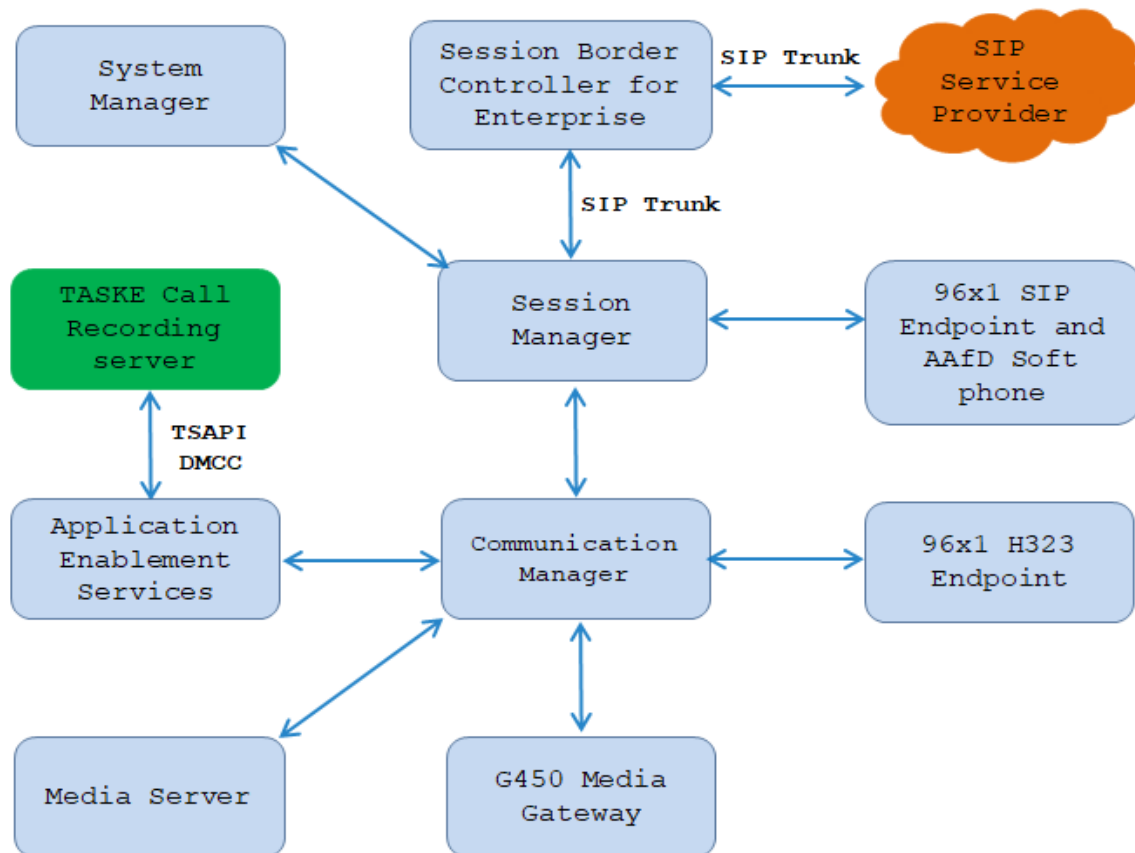 System
Manager
Session Border
Controller for
Enterprise
SIP Trunk
SIP
Service
Provider
SIP Trunk
TASKE Call
Recording
server
Session
Manager
96x1 SIP
Endpoint and
AAfD Soft
phone
TSAPI
DMCC
Application
Enablement
Services
Communication
Manager
96x1 H323
Endpoint
Media Server
G450 Media
Gateway